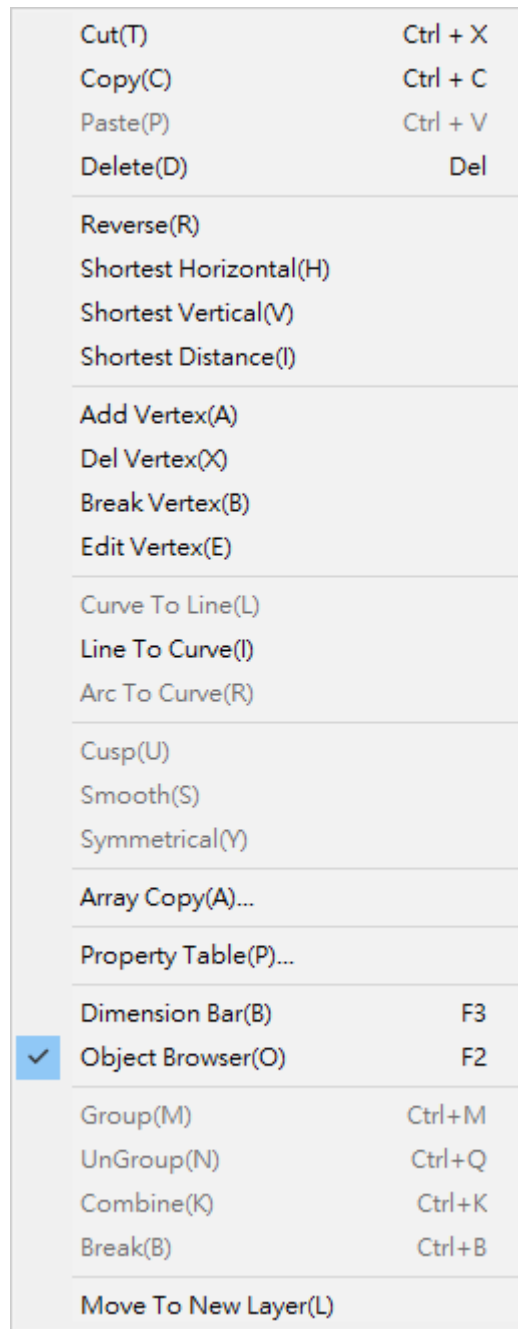 Cut(T) Ctrl + X
Copy(C) Ctrl + C
Paste(P) Ctrl + V
Delete(D) Del
Reverse(R)
Shortest Horizontal(H)
Shortest Vertical(V)
Shortest Distance(I)
Add Vertex(A)
Del Vertex(X)
Break Vertex(B)
Edit Vertex(E)
Curve To Line(L)
Line To Curve(I)
Arc To Curve(R)
Cusp(U)
Smooth(S)
Symmetrical(Y)
Array Copy(A)...
Property Table(P)...
Dimension Bar(B) F3
Object Browser(O) F2
Group(M) Ctrl+M
UnGroup(N) Ctrl+Q
Combine(K) Ctrl+K
Break(B) Ctrl+B
Move To New Layer(L)